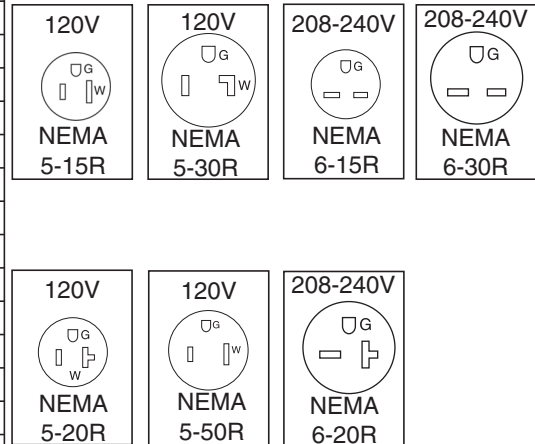 120V
G
W
NEMA
5-15R
120V
G
W
NEMA
5-30R
208-240V
G
NEMA
6-15R
208-240V
G
NEMA
6-30R
120V
G
W
NEMA
5-20R
120V
G
W
NEMA
5-50R
208-240V
G
NEMA
6-20R